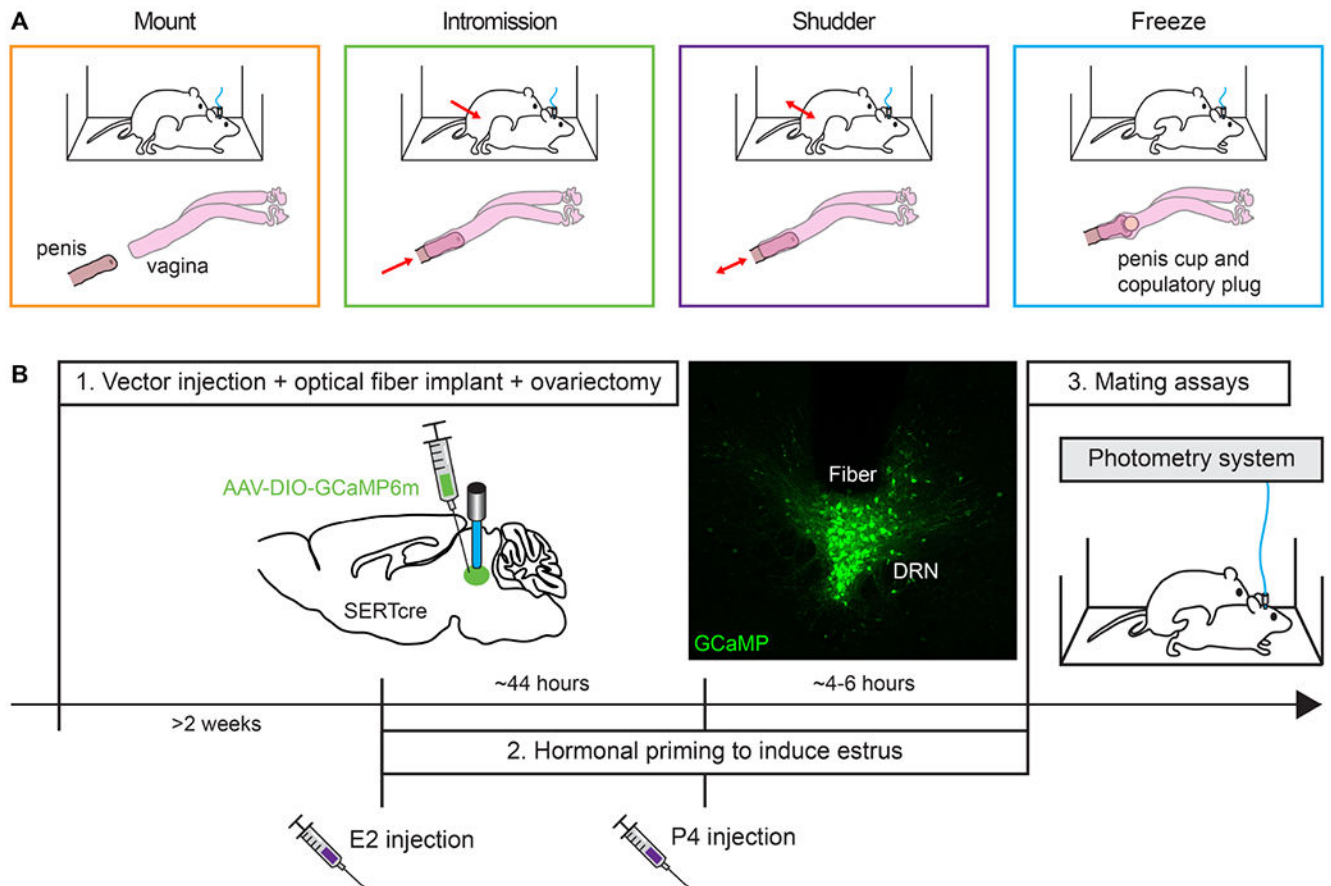 A
Mount
Intromission
Shudder
Freeze
penis
vagina
penis cup and
copulatory plug
B
1. Vector injection + optical fiber implant + ovariectomy
3. Mating assays
AAV-DIO-GCaMP6m
SERTcre
Fiber
DRN
GCaMP
Photometry system
>2 weeks
~44 hours
~4-6 hours
2. Hormonal priming to induce estrus
E2 injection
P4 injection